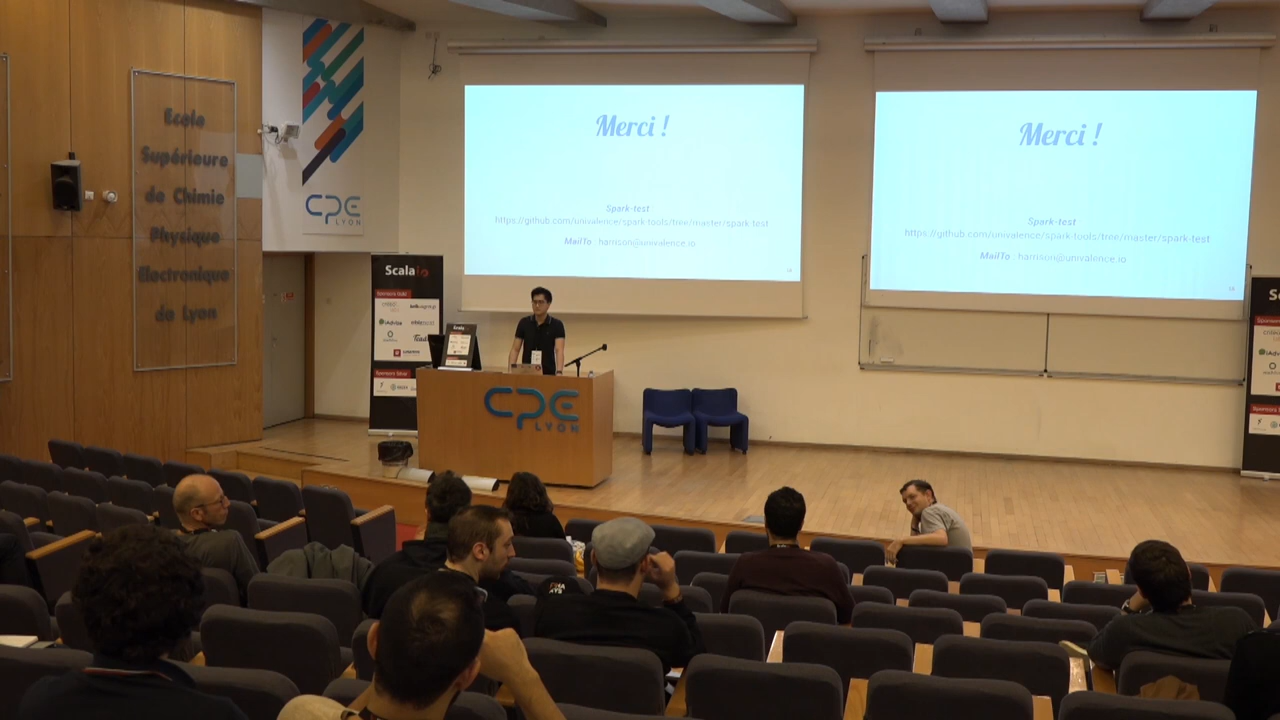 Ecole
Supérieure
de Chimie
Physique
Electronique
de Lyon
CPE
LYON
Scala
Merci !
Spark-test
https://github.com/univalence/spark-tools/tree/master/spark-test
MailTo : harrison@univalence.io
Merci !
Spark-test
https://github.com/univalence/spark-tools/tree/master/spark-test
MailTo : harrison@univalence.io
CPE
LYON